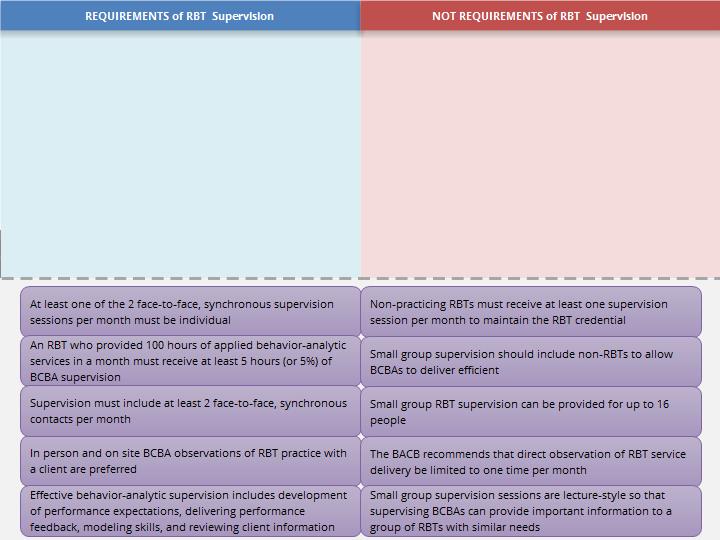 REQUIREMENTS of RBT Supervision
NOT REQUIREMENTS of RBT Supervision
At least one of the 2 face-to-face, synchronous supervision
sessions per month must be individual
Non-practicing RBTs must receive at least one supervision
session per month to maintain the RBT credential
An RBT who provided 100 hours of applied behavior-analytic
services in a month must receive at least 5 hours (or 5%) of
BCBA supervision
Small group supervision should include non-RBTs to allow
BCBAs to deliver efficient
Supervision must include at least 2 face-to-face, synchronous
contacts per month
Small group RBT supervision can be provided for up to 16
people
In person and on site BCBA observations of RBT practice with
a client are preferred
The BACB recommends that direct observation of RBT service
delivery be limited to one time per month
Effective behavior-analytic supervision includes development
of performance expectations, delivering performance
feedback, modeling skills, and reviewing client information
Small group supervision sessions are lecture-style so that
supervising BCBAs can provide important information to a
group of RBTs with similar needs